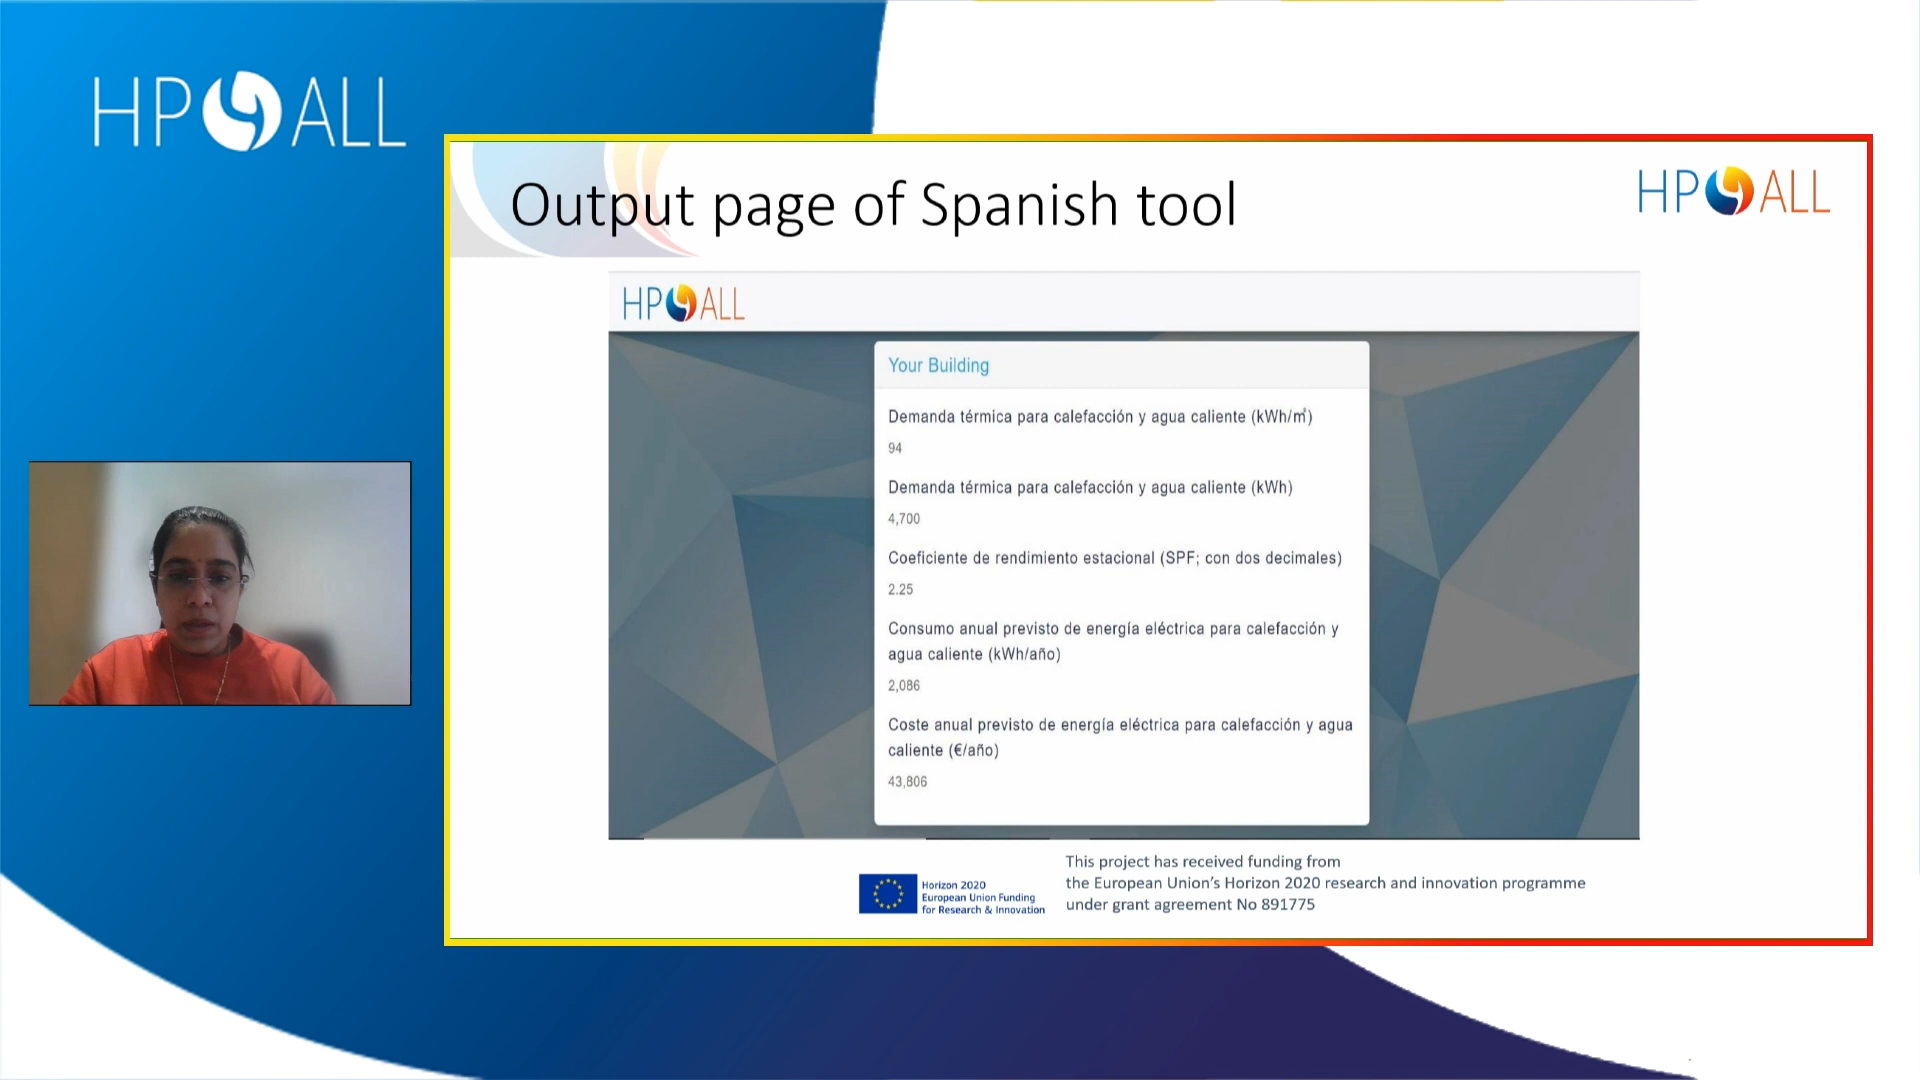 HP4ALL
Output page of Spanish tool
HP4ALL
HP4ALL
Your Building
Demanda térmica para calefacción y agua caliente (kWh/㎡)
94
Demanda térmica para calefacción y agua caliente (kWh)
4,700
Coeficiente de rendimiento estacional (SPF; con dos decimales)
2.25
Consumo anual previsto de energía eléctrica para calefacción y
agua caliente (kWh/año)
2,086
Coste anual previsto de energía eléctrica para calefacción y agua
caliente (€/año)
43,806
Horizon 2020
European Union Funding
for Research & Innovation
This project has received funding from
the European Union’s Horizon 2020 research and innovation programme
under grant agreement No 891775